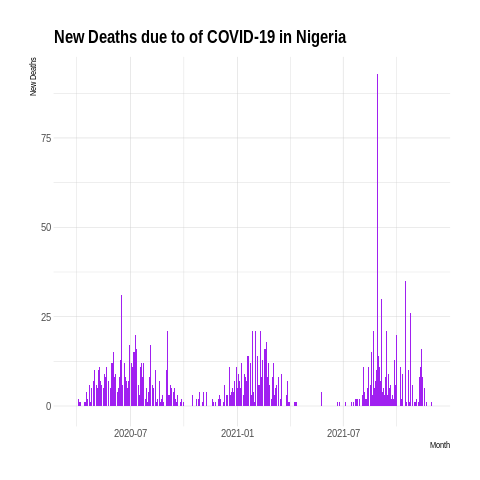 New Deaths due to of COVID-19 in Nigeria
New Deaths
75
50
25
0
2020-07
2021-01
2021-07
Month